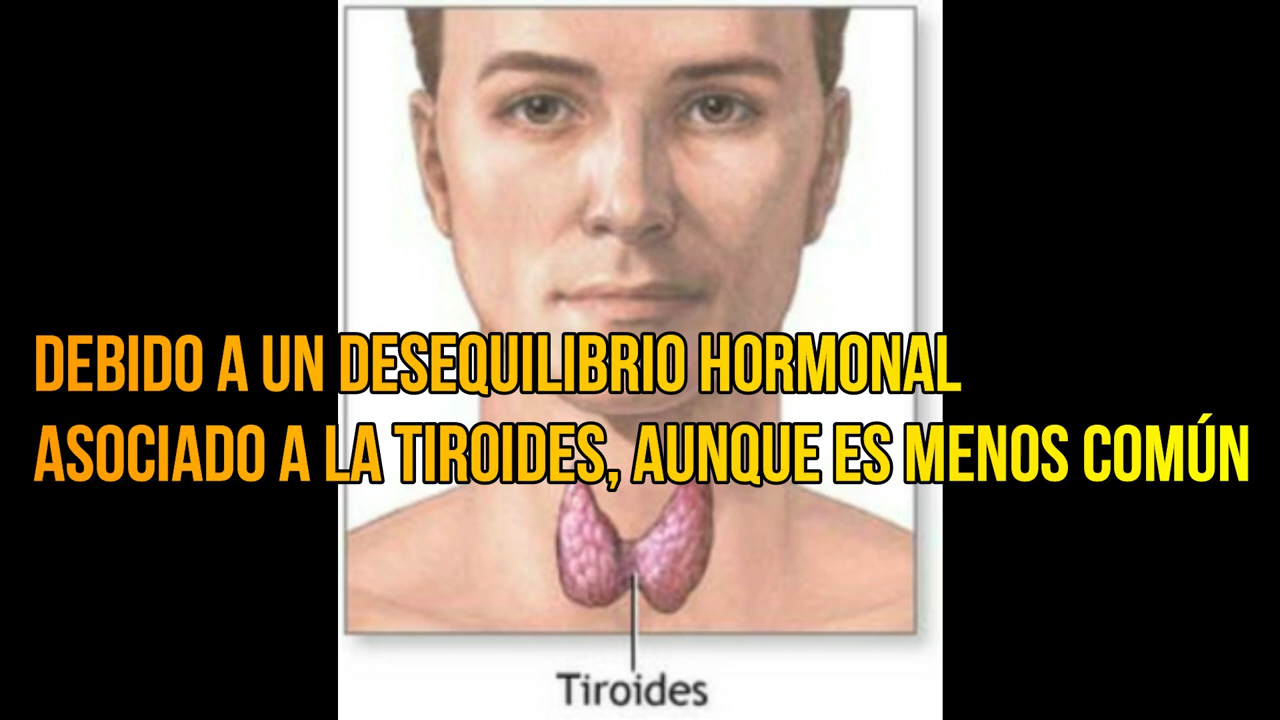 DEBIDO A UN DESEQUILIBRIO HORMONAL
ASOCIADO A LA TIROIDES, AUNQUE ES MENOS COMÚN
Tiroides